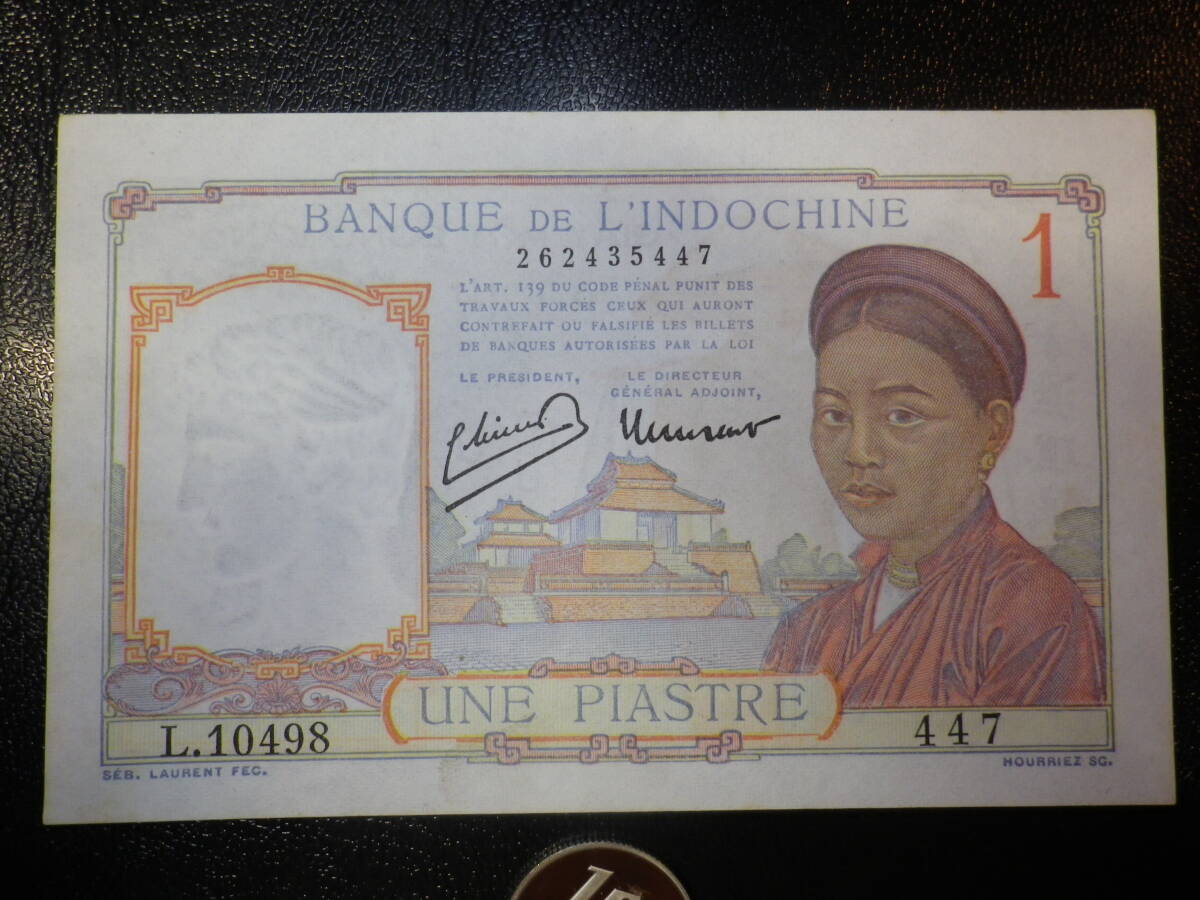 BANQUE DE L'INDOCHINE
1
262435447
L'ART. 139 DU CODE PÉNAL PUNIT DES
TRAVAUX FORCÉS CEUX QUI AURONT
CONTREFAIT OU FALSIFIÉ LES BILLETS
DE BANQUES AUTORISÉES PAR LA LOI
LE PRESIDENT,
LE DIRECTEUR
GÉNÉRAL ADJOINT,
UNE PIASTRE
L.10498
447
SÉB. LAURENT FEC.
HOURRIEZ SC.